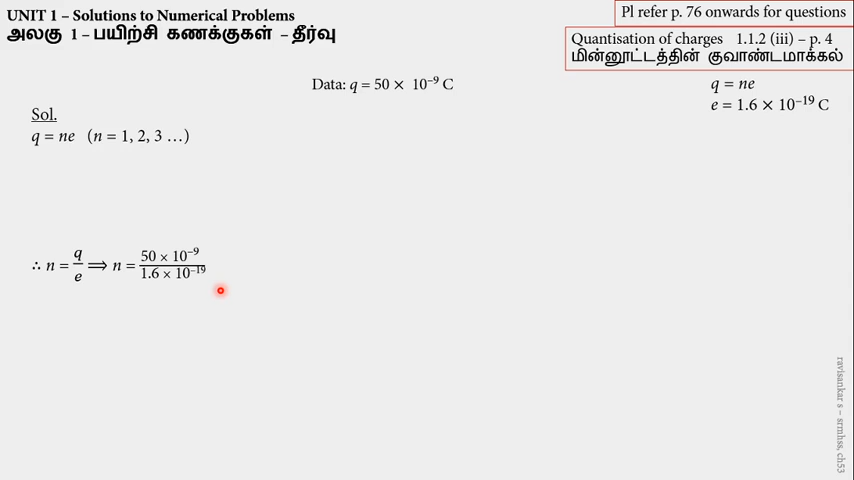 UNIT 1 – Solutions to Numerical Problems
அலகு 1 – பயிற்சி கணக்குகள் – தீர்வு
Pl refer p. 76 onwards for questions
Quantisation of charges 1.1.2 (iii) – p. 4
மின்னூட்டத்தின் குவாண்டமாக்கல்
Data: q = 50 × 10⁻⁹ C
q = ne
e = 1.6 × 10⁻¹⁹ C
Sol.
q = ne (n = 1, 2, 3 …)
∴ n = q/e ⟹ n = 50 × 10⁻⁹/1.6 × 10⁻¹⁹
ravisankar s – srmhss, ch53